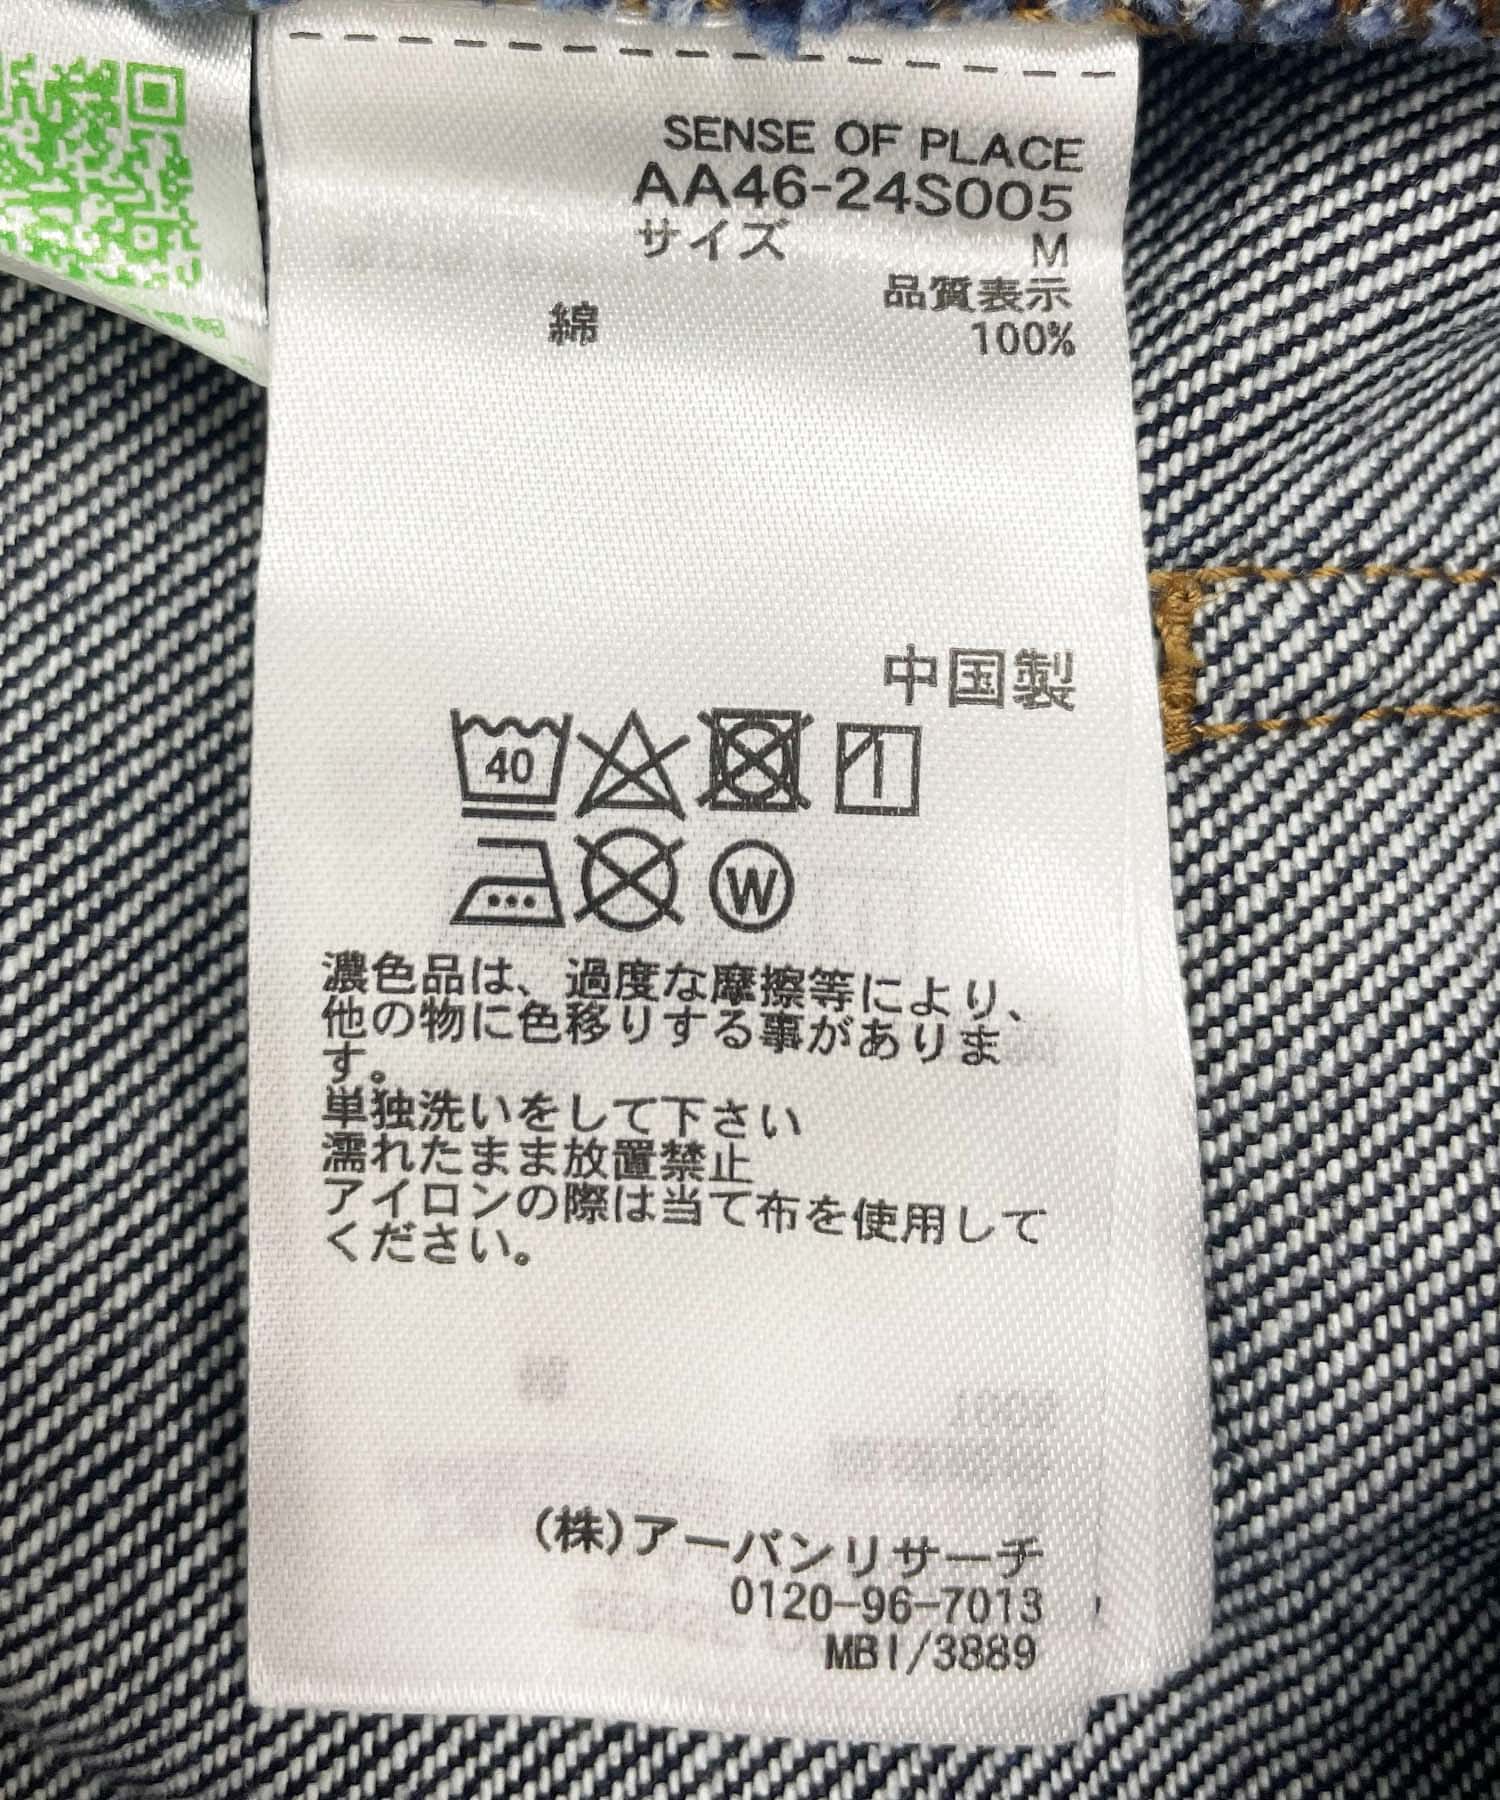 SENSE OF PLACE
AA46-24S005
サイズ M
品質表示
綿 100%
中国製
40
W
濃色品は、過度な摩擦等により、
他の物に色移りする事がありま
す。
単独洗いをして下さい
濡れたまま放置禁止
アイロンの際は当て布を使用して
ください。
(株)アーバンリサーチ
0120-96-7013
MBI/3889